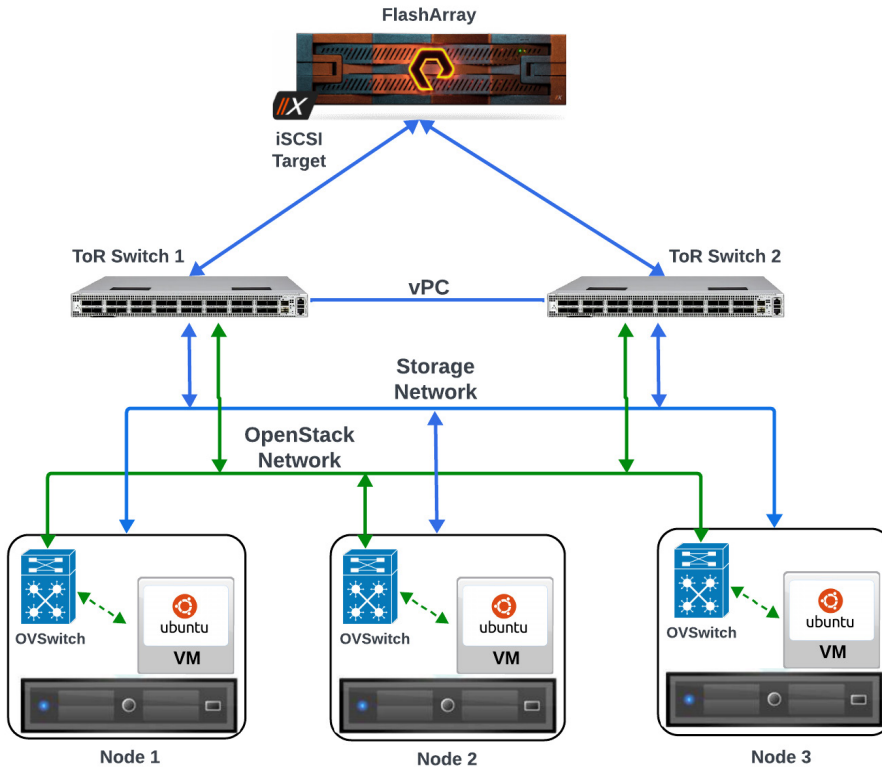 FlashArray
//X
iSCSI
Target
ToR Switch 1
ToR Switch 2
vPC
Storage
Network
OpenStack
Network
OVSwitch
ubuntu
VM
OVSwitch
ubuntu
VM
OVSwitch
ubuntu
VM
Node 1
Node 2
Node 3